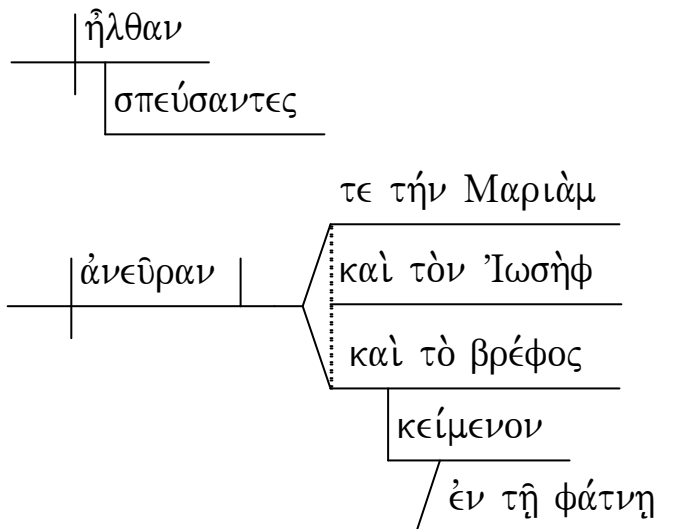 ἦλθαν
σπεύσαντες
τε τήν Μαριὰμ
ἀνεῦραν
καὶ τὸν Ἰωσὴφ
καὶ τὸ βρέφος
κείμενον
ἐν τῇ φάτνῃ